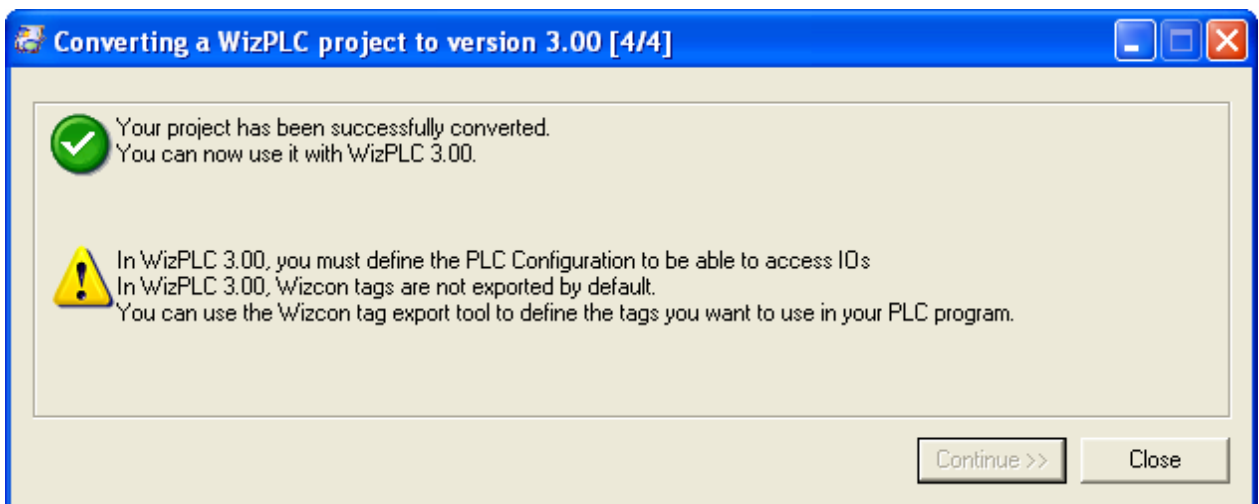 Converting a WizPLC project to version 3.00 [4/4]
Your project has been successfully converted.
You can now use it with WizPLC 3.00.
In WizPLC 3.00, you must define the PLC Configuration to be able to access IOs
In WizPLC 3.00, Wizcon tags are not exported by default.
You can use the Wizcon tag export tool to define the tags you want to use in your PLC program.
Continue >>
Close